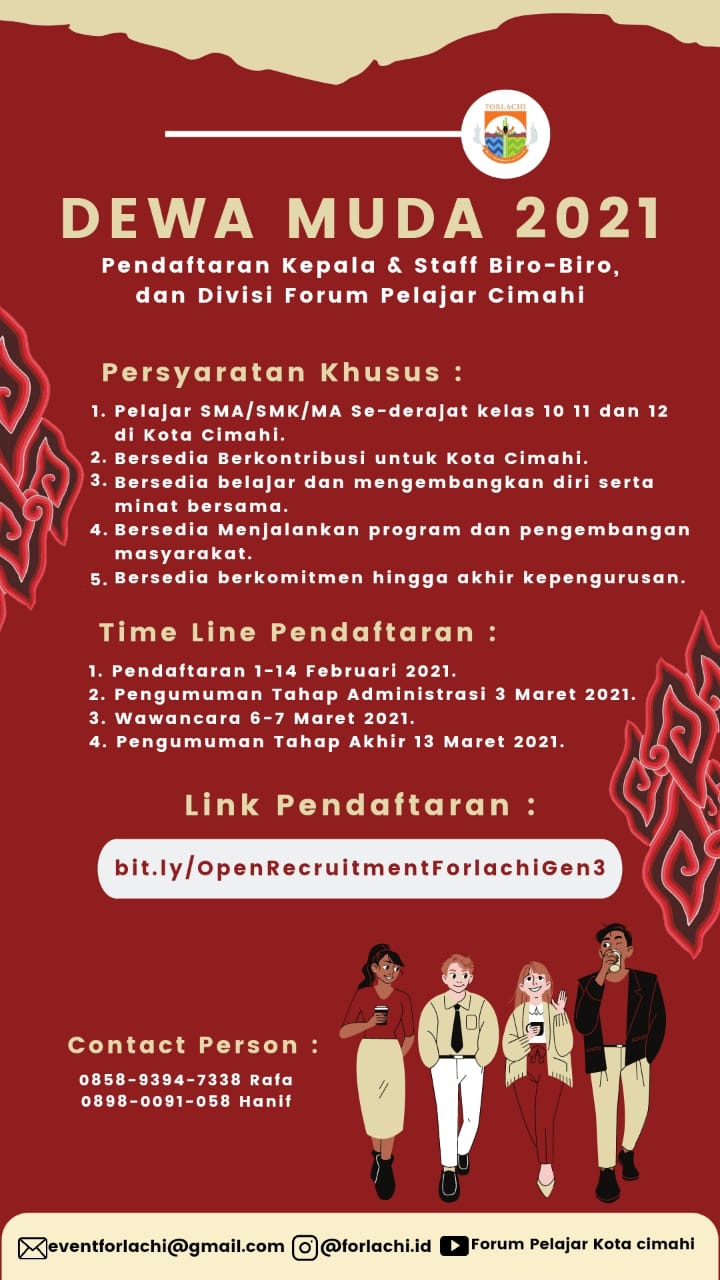 FORLACHI
DEWA MUDA 2021
Pendaftaran Kepala & Staff Biro-Biro,
dan Divisi Forum Pelajar Cimahi
Persyaratan Khusus :
1. Pelajar SMA/SMK/MA Se-derajat kelas 10 11 dan 12
di Kota Cimahi.
2. Bersedia Berkontribusi untuk Kota Cimahi.
3. Bersedia belajar dan mengembangkan diri serta
minat bersama.
4. Bersedia Menjalankan program dan pengembangan
masyarakat.
5. Bersedia berkomitmen hingga akhir kepengurusan.
Time Line Pendaftaran :
1. Pendaftaran 1-14 Februari 2021.
2. Pengumuman Tahap Administrasi 3 Maret 2021.
3. Wawancara 6-7 Maret 2021.
4. Pengumuman Tahap Akhir 13 Maret 2021.
Link Pendaftaran :
bit.ly/OpenRecruitmentForlachiGen3
Contact Person :
0858-9394-7338 Rafa
0898-0091-058 Hanif
eventforlachi@gmail.com @forlachi.id Forum Pelajar Kota cimahi